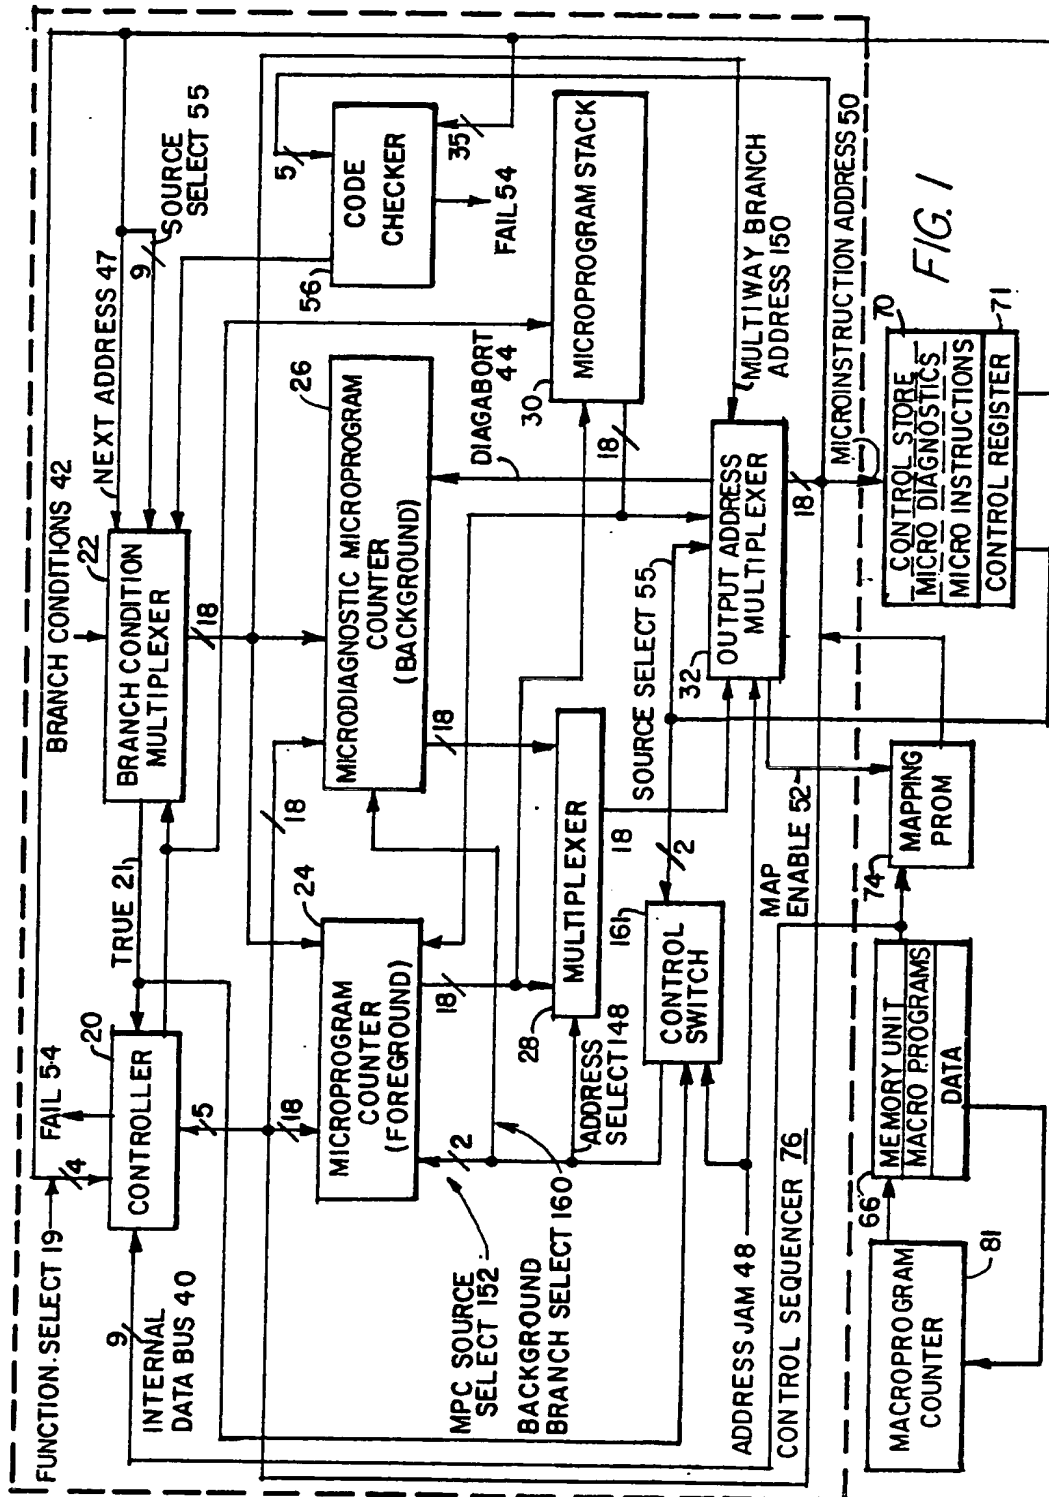 FUNCTION SELECT 19
4
FAIL 54
20
CONTROLLER
5
9
INTERNAL
DATA BUS 40
TRUE 21
BRANCH CONDITIONS 42
22
BRANCH CONDITION
MULTIPLEXER
18
NEXT ADDRESS 47
9
SOURCE
SELECT 55
5
CODE
CHECKER
56
35
FAIL 54
18
24
MICROPROGRAM
COUNTER
(FOREGROUND)
18
18
2
MPC SOURCE
SELECT 152
BACKGROUND
BRANCH SELECT 160
26
MICRODIAGNOSTIC MICROPROGRAM
COUNTER
(BACKGROUND)
18
DIAGABORT
44
MICROPROGRAM STACK
30
18
28
MULTIPLEXER
18
ADDRESS
SELECT 148
161
CONTROL
SWITCH
2
SOURCE SELECT 55
32
OUTPUT ADDRESS
MULTIPLEXER
18
MULTIWAY BRANCH
ADDRESS 150
ADDRESS JAM 48
CONTROL SEQUENCER 76
MAP
ENABLE 52
MICROINSTRUCTION ADDRESS 50
MACROPROGRAM
COUNTER
81
66
MEMORY UNIT
MACRO PROGRAMS
DATA
74
MAPPING
PROM
70
CONTROL STORE
MICRO DIAGNOSTICS
MICRO INSTRUCTIONS
CONTROL REGISTER
71
FIG. 1